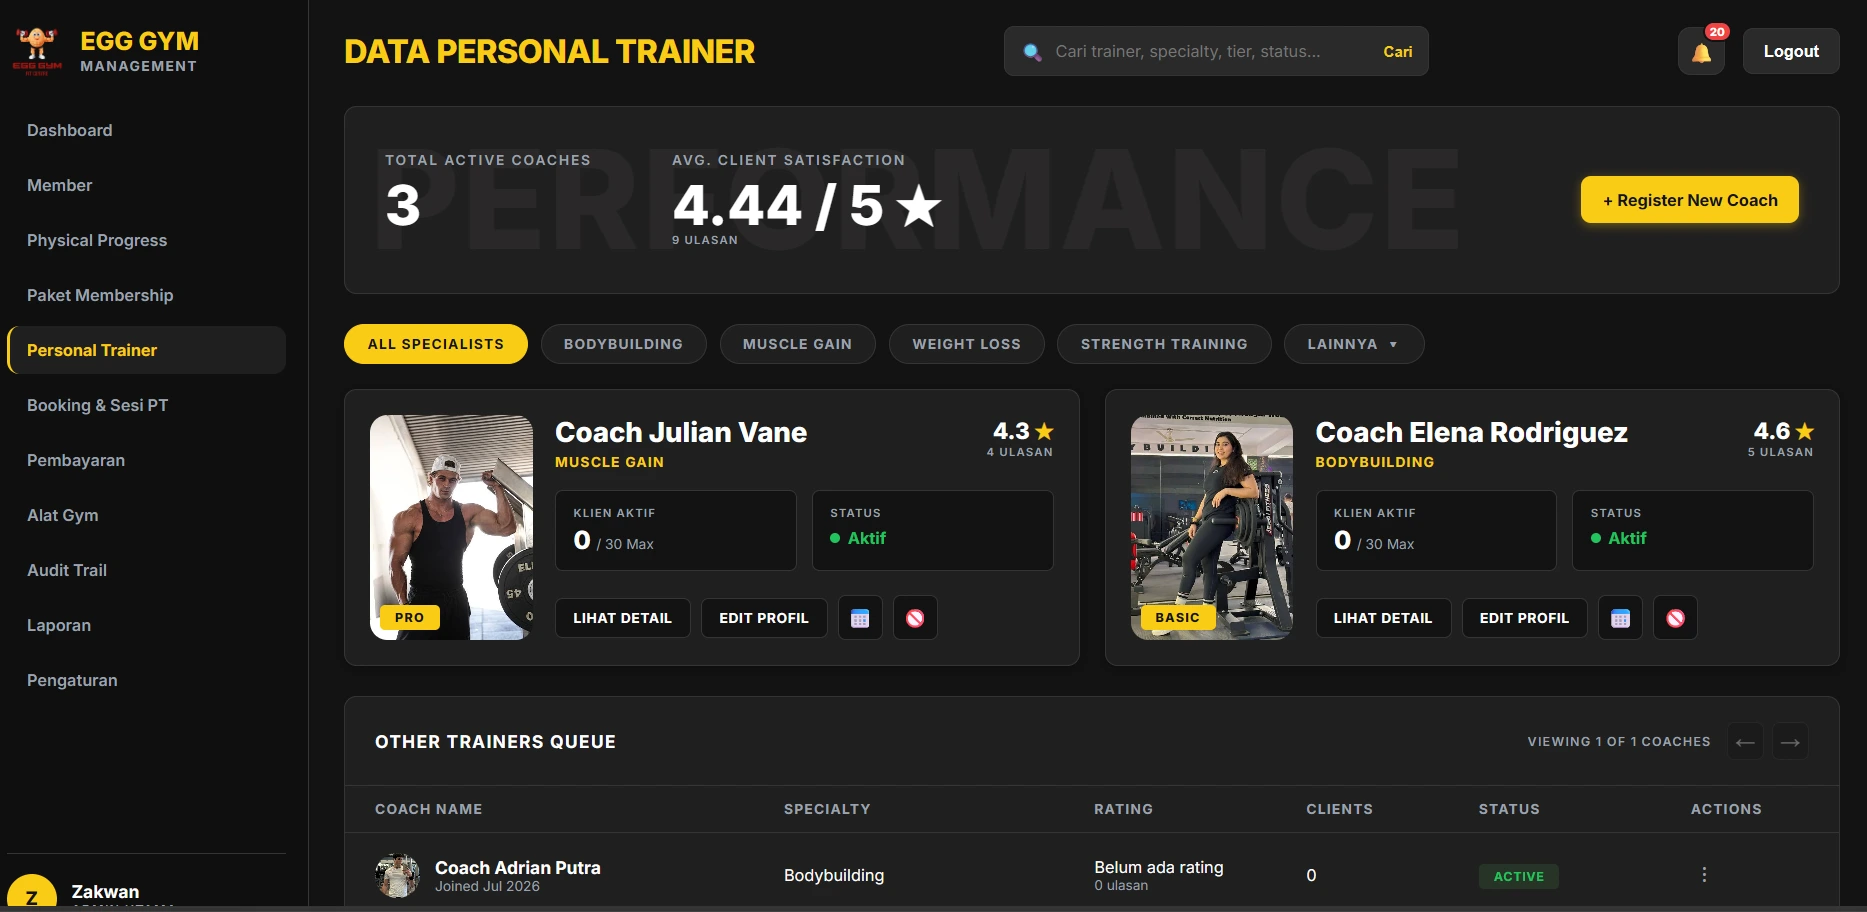 EGG GYM
EGG GYM
MANAGEMENT
DATA PERSONAL TRAINER
Cari trainer, specialty, tier, status...
Cari
20
Logout
Dashboard
Member
Physical Progress
Paket Membership
Personal Trainer
Booking & Sesi PT
Pembayaran
Alat Gym
Audit Trail
Laporan
Pengaturan
Z
Zakwan
PERFORMANCE
TOTAL ACTIVE COACHES
3
AVG. CLIENT SATISFACTION
4.44 / 5 ★
9 ULASAN
+ Register New Coach
ALL SPECIALISTS
BODYBUILDING
MUSCLE GAIN
WEIGHT LOSS
STRENGTH TRAINING
LAINNYA ▼
PRO
45
Coach Julian Vane
MUSCLE GAIN
4.3 ★
4 ULASAN
KLIEN AKTIF
0 / 30 Max
STATUS
Aktif
LIHAT DETAIL
EDIT PROFIL
BASIC
Coach Elena Rodriguez
BODYBUILDING
4.6 ★
5 ULASAN
KLIEN AKTIF
0 / 30 Max
STATUS
Aktif
LIHAT DETAIL
EDIT PROFIL
OTHER TRAINERS QUEUE
VIEWING 1 OF 1 COACHES
← →
COACH NAME
SPECIALTY
RATING
CLIENTS
STATUS
ACTIONS
Coach Adrian Putra
Joined Jul 2026
Bodybuilding
Belum ada rating
0 ulasan
0
ACTIVE